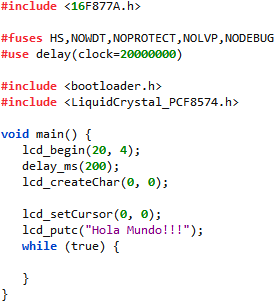 #include <16F877A.h>
#fuses HS,NOWDT,NOPROTECT,NOLVP,NODEBUG
#use delay(clock=20000000)
#include <bootloader.h>
#include <LiquidCrystal_PCF8574.h>
void main() {
lcd_begin(20, 4);
delay_ms(200);
lcd_createChar(0, 0);
lcd_setCursor(0, 0);
lcd_putc("Hola Mundo!!!");
while (true) {
}
}